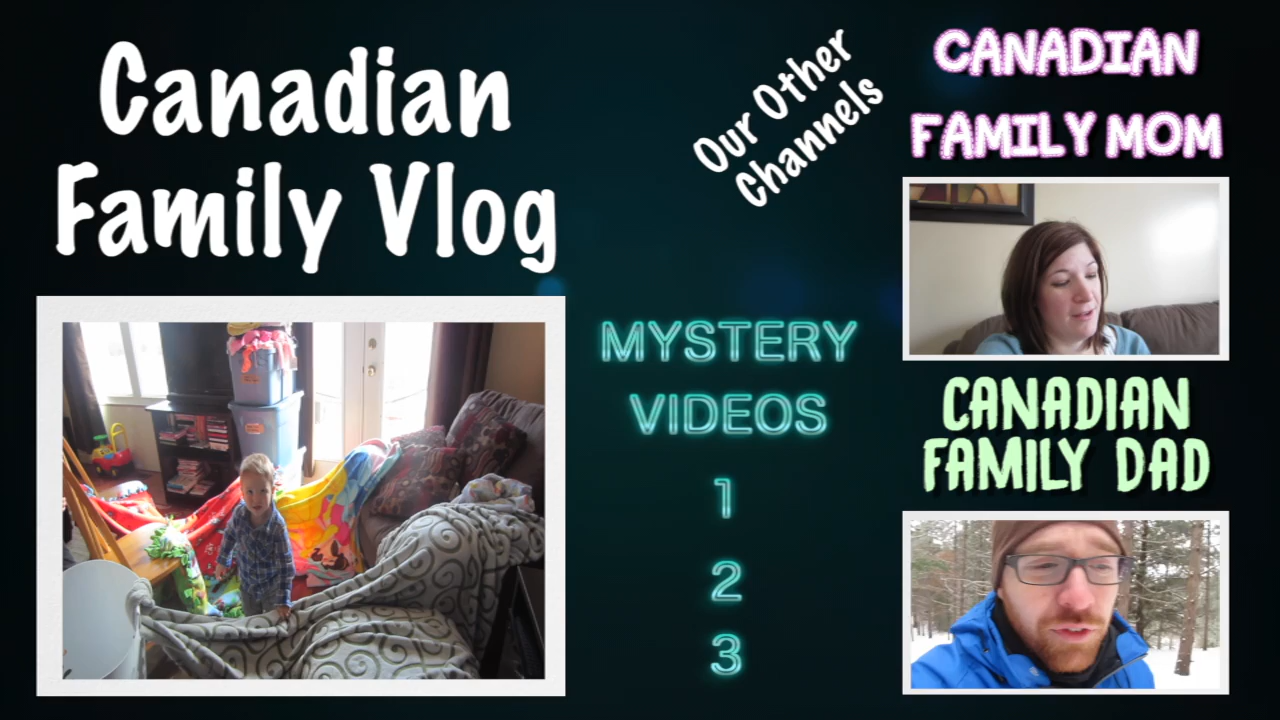 Canadian
Family Vlog
Our Other
Channels
CANADIAN
FAMILY MOM
MYSTERY
VIDEOS
1
2
3
CANADIAN
FAMILY DAD